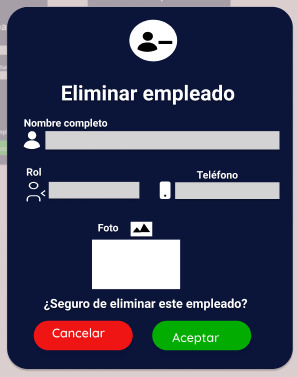 Eliminar empleado
Nombre completo
Rol
Teléfono
Foto
¿Seguro de eliminar este empleado?
Cancelar
Aceptar